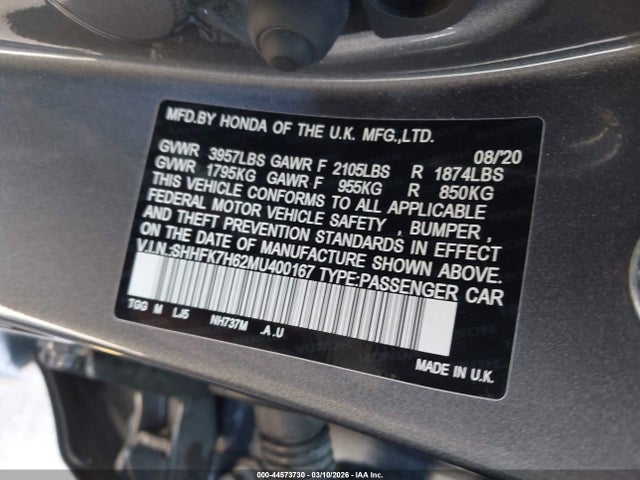 MFD.BY HONDA OF THE U.K. MFG.,LTD.
08/'20
GVWR 3957LBS GAWR F 2105LBS R 1874LBS
GVWR 1795KG GAWR F 955KG R 850KG
THIS VEHICLE CONFORMS TO ALL APPLICABLE
FEDERAL MOTOR VEHICLE SAFETY , BUMPER ,
AND THEFT PREVENTION STANDARDS IN EFFECT
ON THE DATE OF MANUFACTURE SHOWN ABOVE.
V.I.N.:SHHFK7H62MU400167 TYPE:PASSENGER CAR
TGG M LJ5 NH737M .A.U
MADE IN U.K.
000-44573730 — 03/10/2026 — IAA Inc.